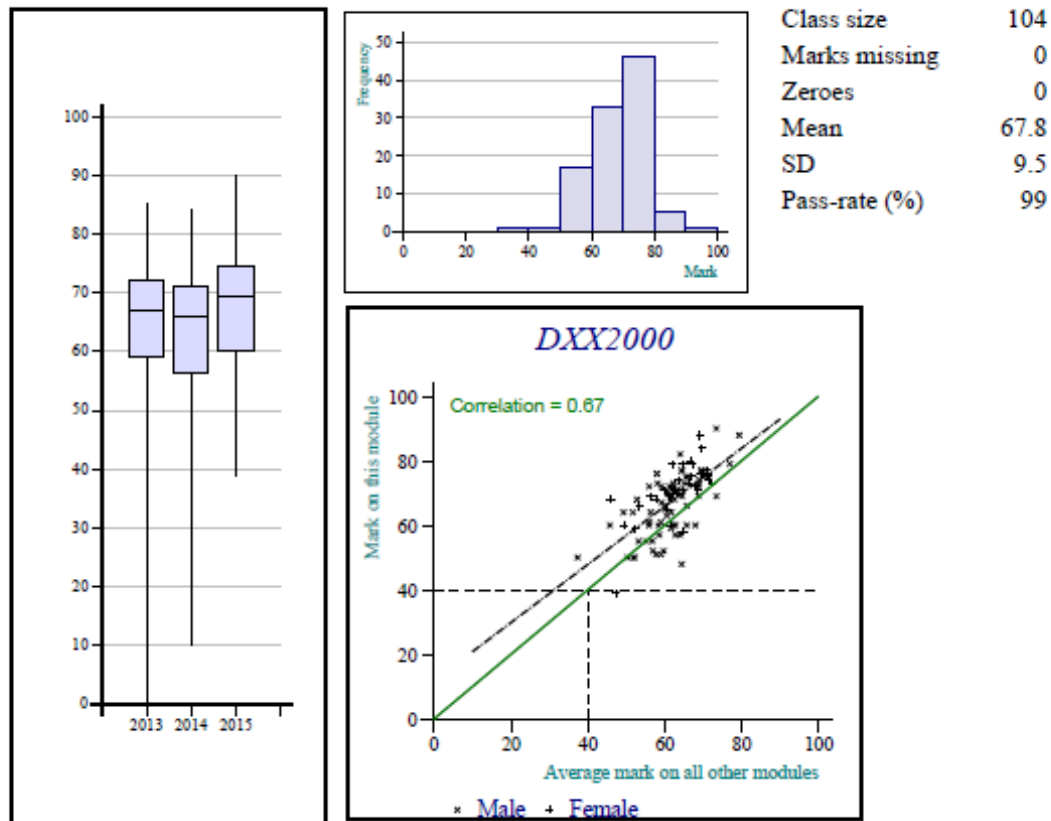 100
90
80
70
60
50
40
30
20
10
0
2013 2014 2015
Frequency
50
40
30
20
10
0
0 20 40 60 80 100
Mark
Class size 104
Marks missing 0
Zeroes 0
Mean 67.8
SD 9.5
Pass-rate (%) 99
DXX2000
Correlation = 0.67
Mark on this module
100
80
60
40
20
0
0 20 40 60 80 100
Average mark on all other modules
× Male + Female